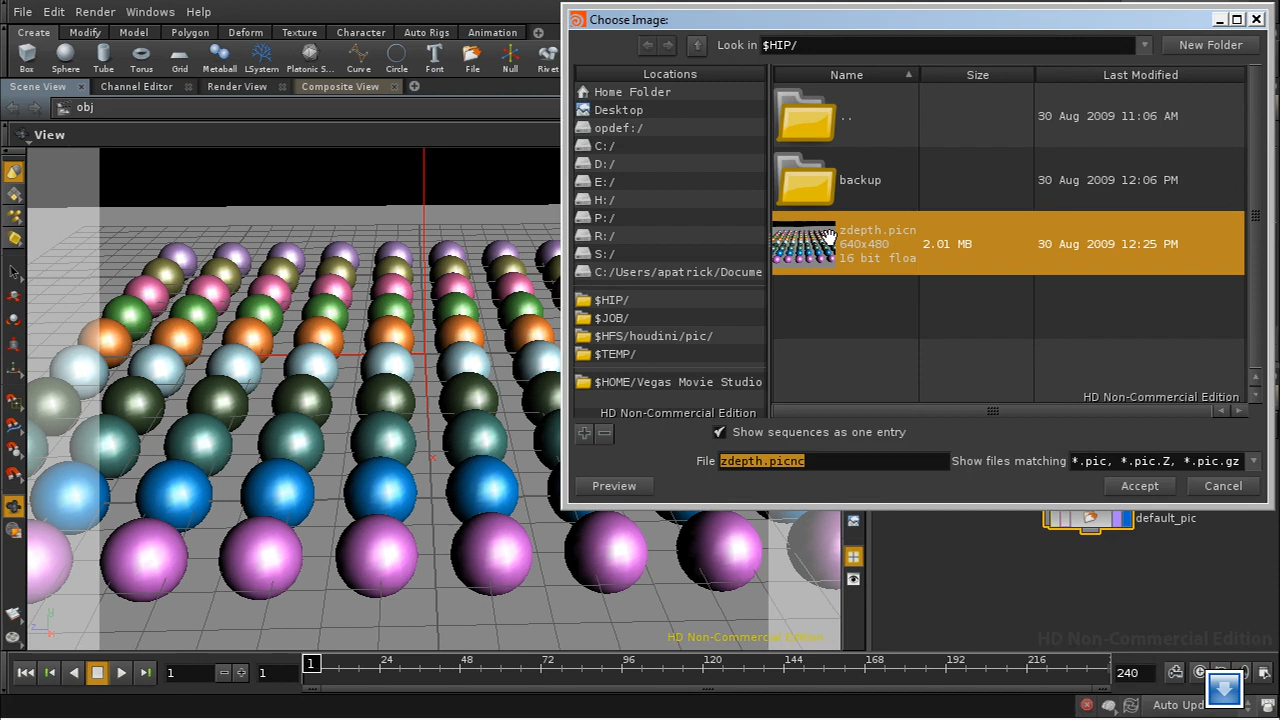 File Edit Render Windows Help
Create Modify Model Polygon Deform Texture Character Auto Rigs Animation
Box Sphere Tube Torus Grid Metaball LSystem Platonic S... Curve Circle Font File Null Rivet
Scene View Channel Editor Render View Composite View
obj
View
Choose Image:
Look in $HIP/ New Folder
Locations Name Size Last Modified
Home Folder
Desktop
opdef:/
C:/
D:/
E:/
H:/
P:/
R:/
S:/
C:/Users/apatrick/Docume
$HIP/
$JOB/
$HFS/houdini/pic/
$TEMP/
$HOME/Vegas Movie Studio
HD Non-Commercial Edition
.. 30 Aug 2009 11:06 AM
backup 30 Aug 2009 12:06 PM
zdepth.picn
640x480 2.01 MB 30 Aug 2009 12:25 PM
16 bit floa
HD Non-Commercial Edition
Show sequences as one entry
File zdepth.picnc Show files matching *.pic, *.pic.Z, *.pic.gz
Preview Accept Cancel
default_pic
y
z
x
HD Non-Commercial Edition
HD Non-Commercial Edition
1 1 1 24 48 72 96 120 144 168 192 216 240
Auto Up